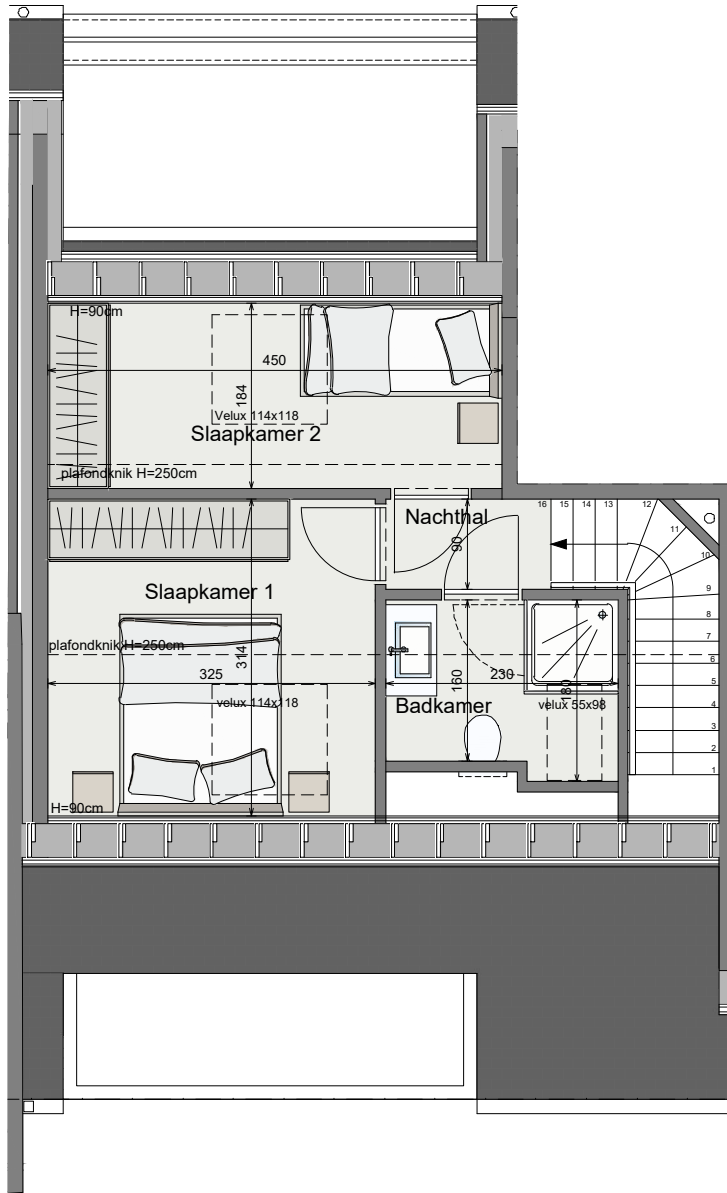 H=90cm
450
184
Velux 114x118
Slaapkamer 2
plafondknik H=250cm
Nachthal
90
16 15 14 13 12
11
10
9
8
7
6
5
4
3
2
1
Slaapkamer 1
plafondknik H=250cm
314
325
velux 114x118
H=90cm
160
230
180
Badkamer
velux 55x98